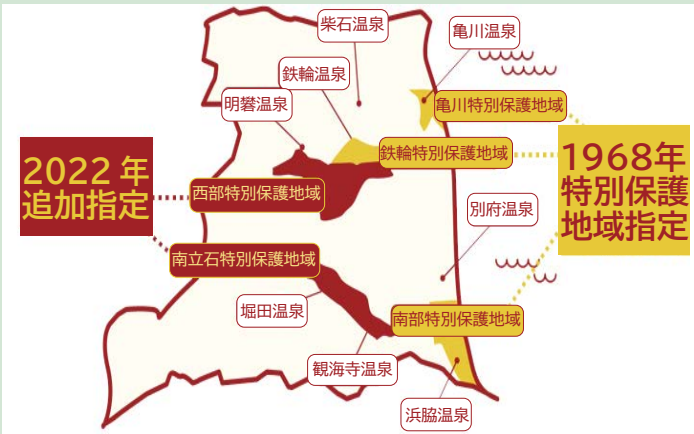 柴石温泉
亀川温泉
鉄輪温泉
明礬温泉
亀川特別保護地域
鉄輪特別保護地域
2022年
追加指定
1968年
特別保護
地域指定
西部特別保護地域
別府温泉
南立石特別保護地域
堀田温泉
南部特別保護地域
観海寺温泉
浜脇温泉